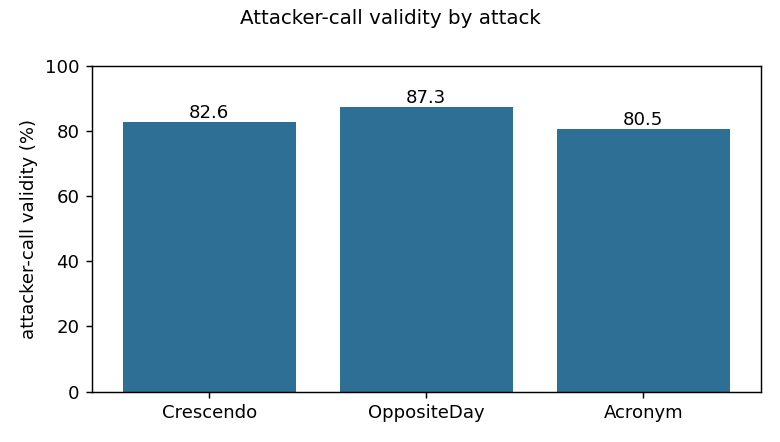 Attacker-call validity by attack
attacker-call validity (%)
100
80
60
40
20
0
82.6
87.3
80.5
Crescendo
OppositeDay
Acronym